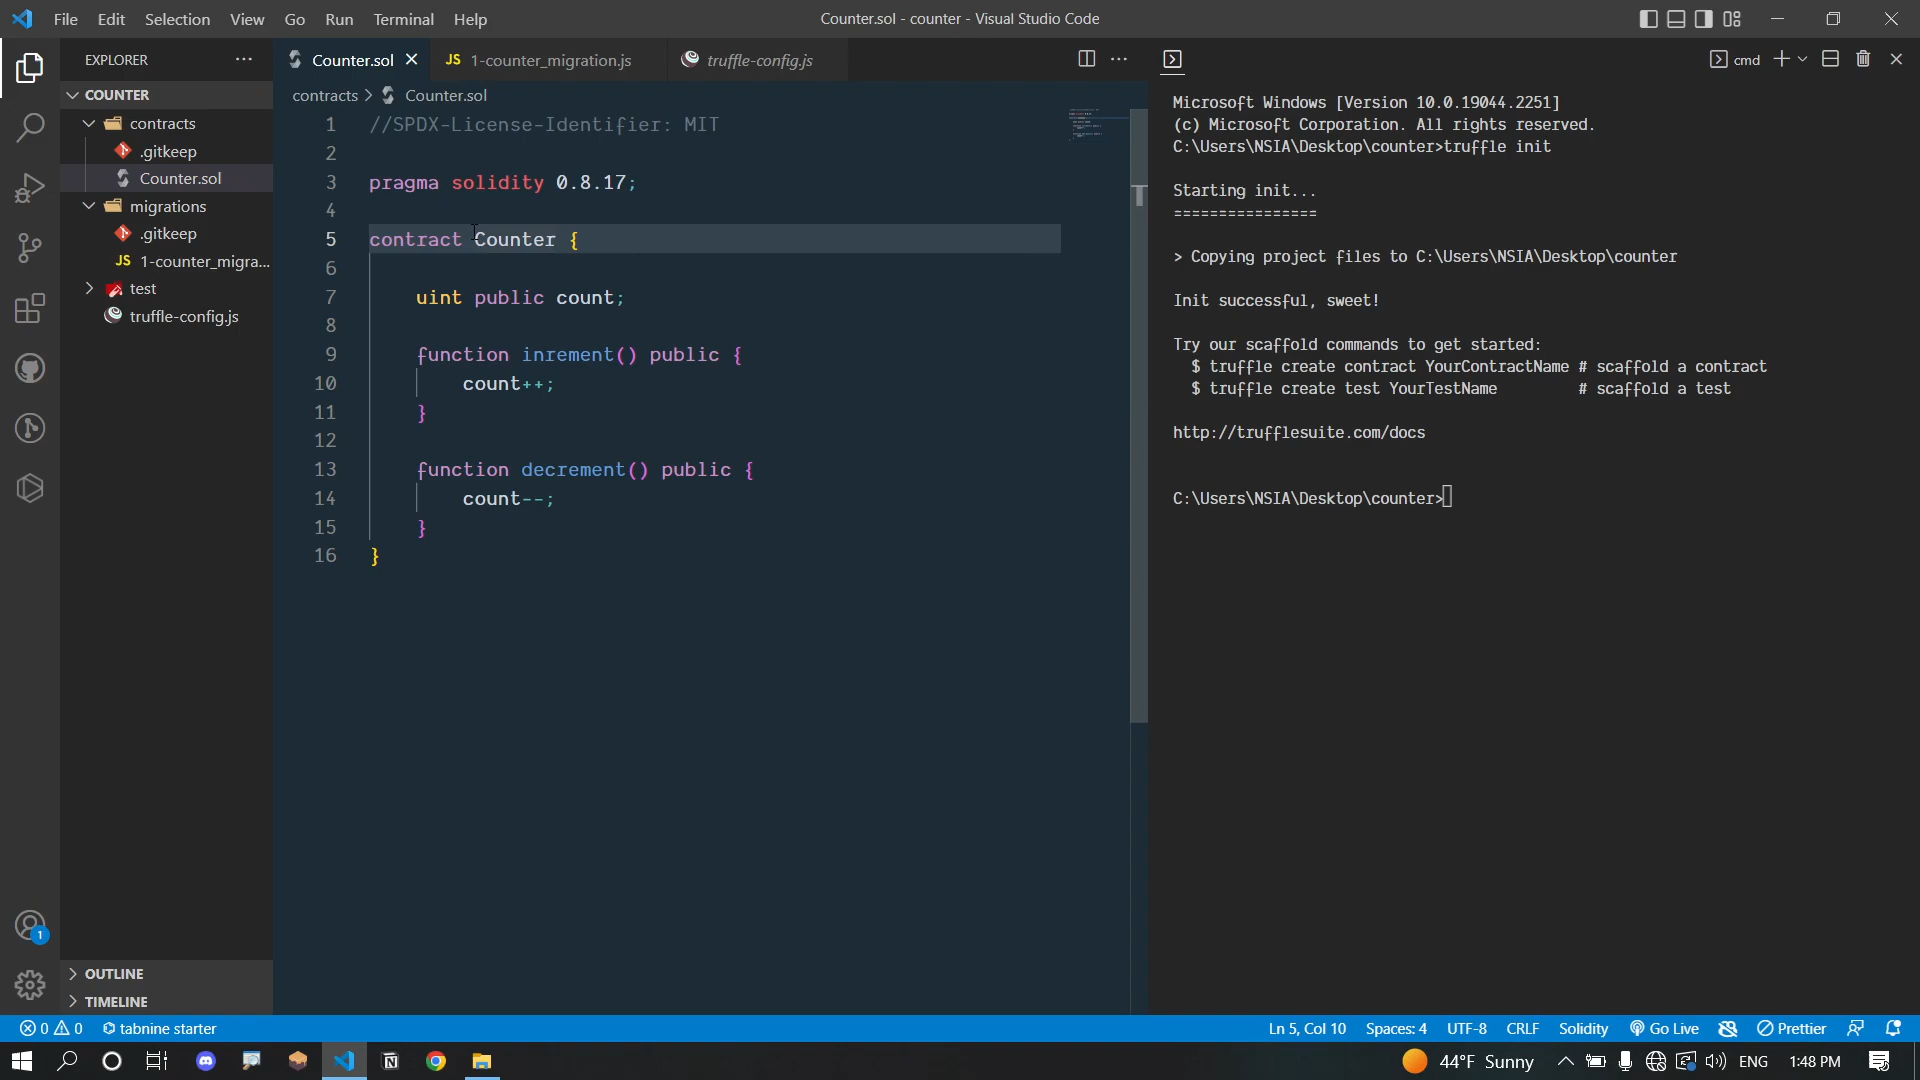 File Edit Selection View Go Run Terminal Help
Counter.sol - counter - Visual Studio Code
EXPLORER
COUNTER
contracts
.gitkeep
Counter.sol
migrations
.gitkeep
JS 1-counter_migra...
test
truffle-config.js
OUTLINE
TIMELINE
Counter.sol JS 1-counter_migration.js truffle-config.js
contracts > Counter.sol
1 //SPDX-License-Identifier: MIT
2
3 pragma solidity 0.8.17;
4
5 contract Counter {
6
7 uint public count;
8
9 function inrement() public {
10 count++;
11 }
12
13 function decrement() public {
14 count--;
15 }
16 }
cmd
Microsoft Windows [Version 10.0.19044.2251]
(c) Microsoft Corporation. All rights reserved.
C:\Users\NSIA\Desktop\counter>truffle init
Starting init...
================
> Copying project files to C:\Users\NSIA\Desktop\counter
Init successful, sweet!
Try our scaffold commands to get started:
$ truffle create contract YourContractName # scaffold a contract
$ truffle create test YourTestName # scaffold a test
http://trufflesuite.com/docs
C:\Users\NSIA\Desktop\counter>
1
0 0 tabnine starter
Ln 5, Col 10 Spaces: 4 UTF-8 CRLF Solidity Go Live Prettier
44°F Sunny ENG 1:48 PM